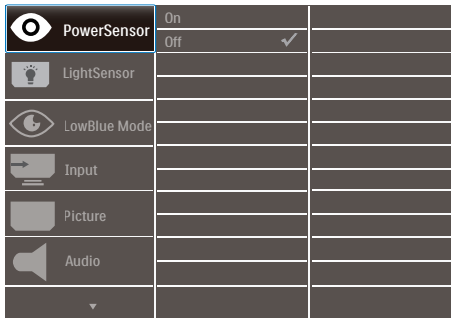 PowerSensor
On
Off
LightSensor
LowBlue Mode
Input
Picture
Audio